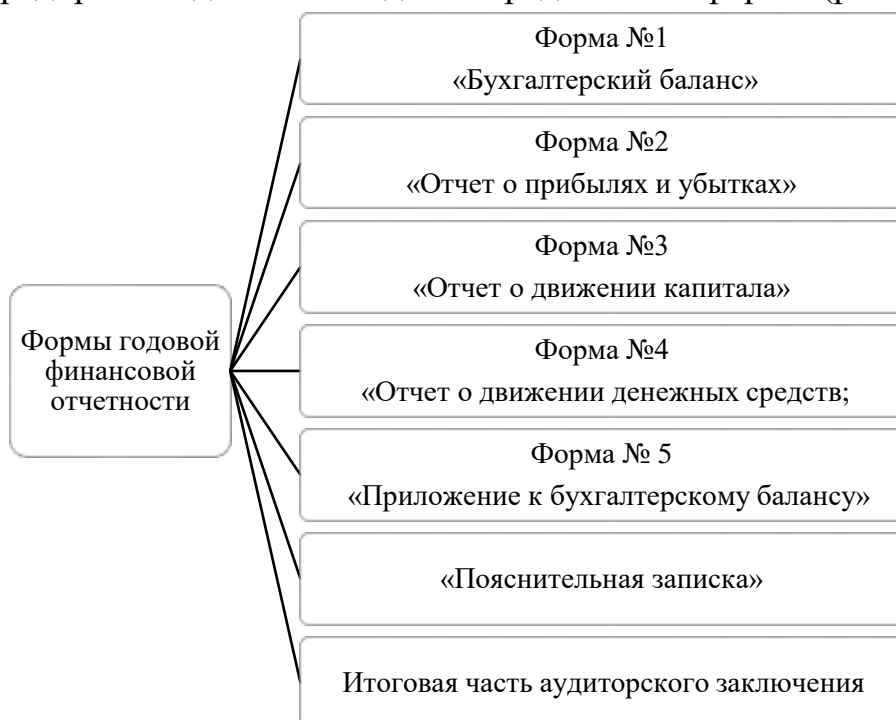 Формы годовой
финансовой
отчетности
Форма №1
«Бухгалтерский баланс»
Форма №2
«Отчет о прибылях и убытках»
Форма №3
«Отчет о движении капитала»
Форма №4
«Отчет о движении денежных средств;
Форма № 5
«Приложение к бухгалтерскому балансу»
«Пояснительная записка»
Итоговая часть аудиторского заключения